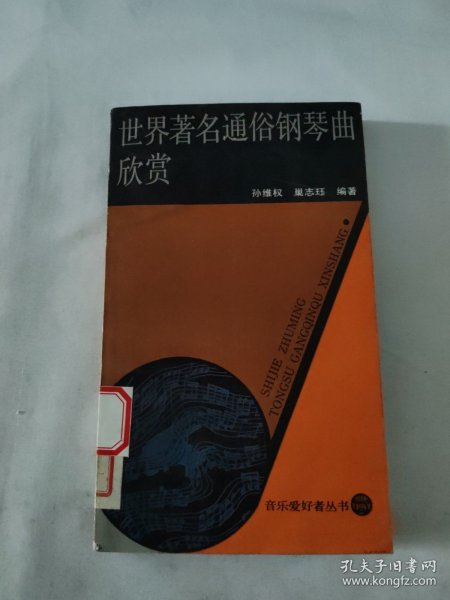 世界著名通俗钢琴曲
欣赏
孙维权 巢志珏 编著
SHIJIE ZHUMING
TONGSU GANGQINQU XINSHANG
音乐爱好者丛书
孔夫子旧书网
www.kongfz.com